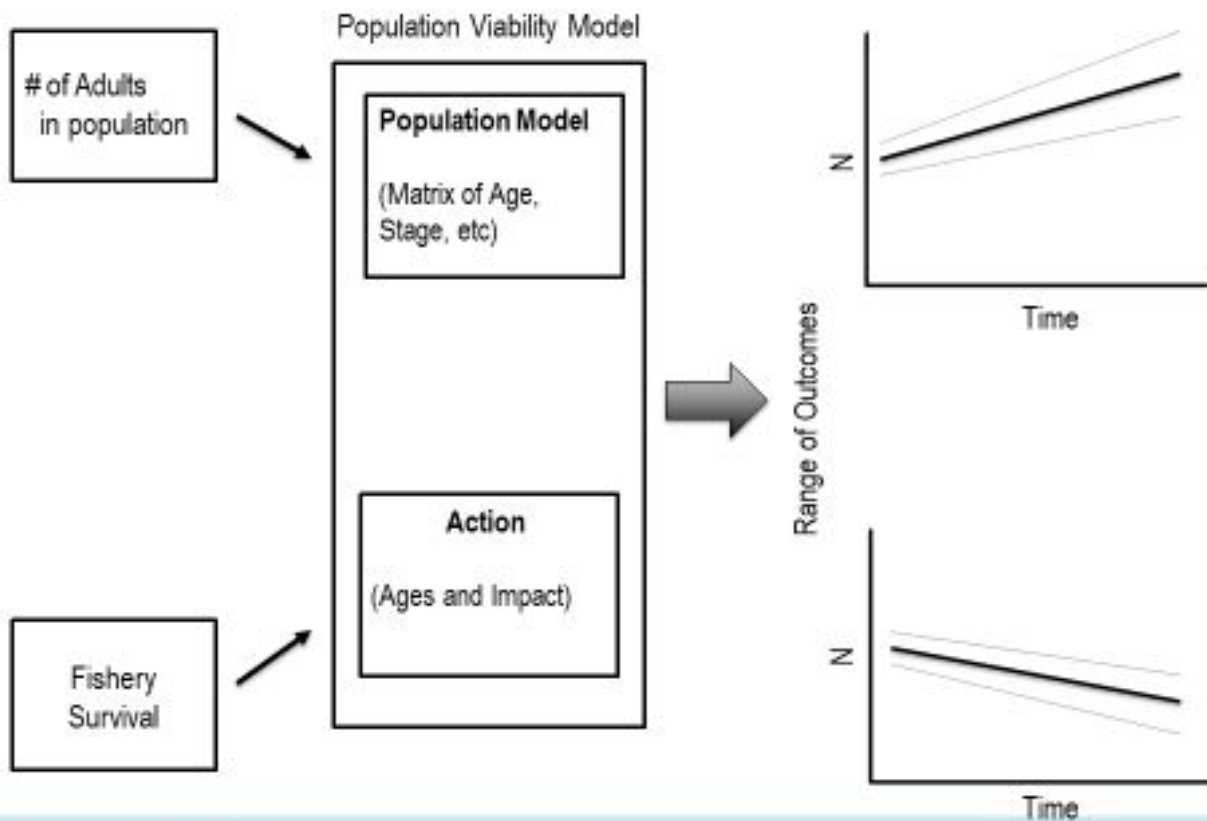 Population Viability Model
# of Adults
in population
Population Model
(Matrix of Age,
Stage, etc)
Action
(Ages and Impact)
Fishery
Survival
Range of Outcomes
N
Time
N
Time